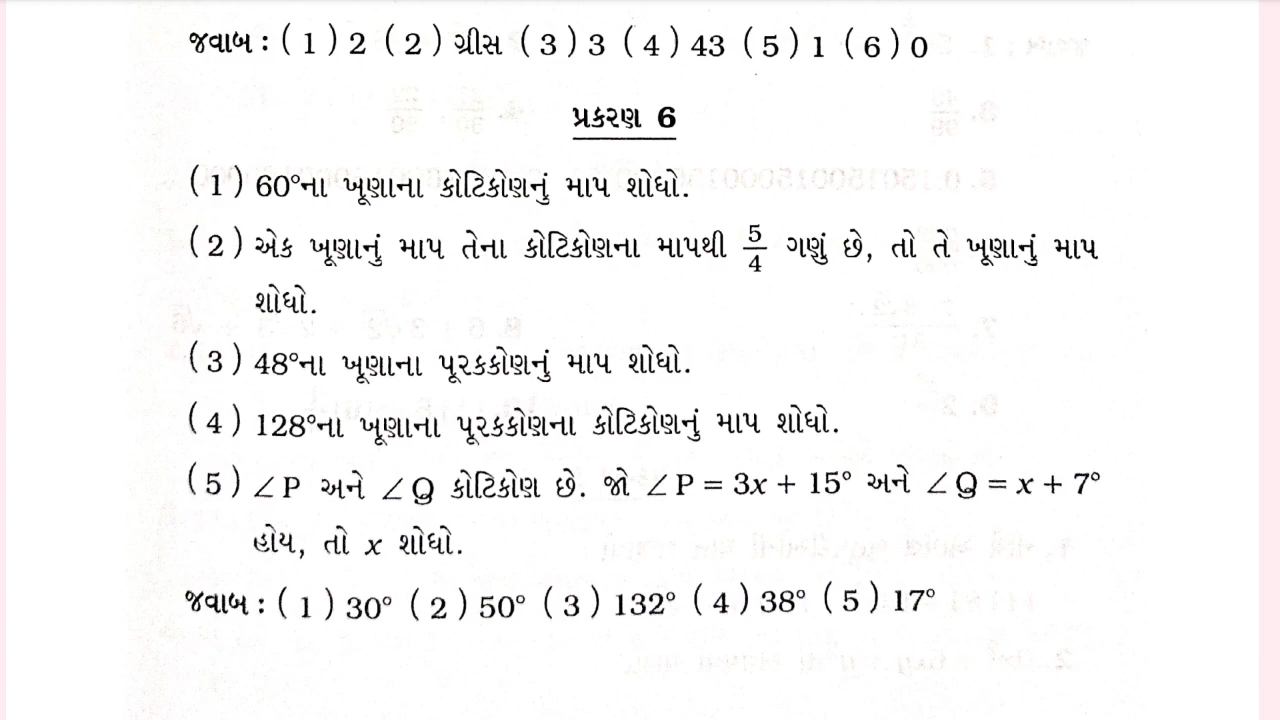 જવાબ : ( 1 ) 2 ( 2 ) ગ્રીસ ( 3 ) 3 ( 4 ) 43 ( 5 ) 1 ( 6 ) 0
પ્રકરણ 6
( 1 ) 60°ના ખૂણાના કોટિકોણનું માપ શોધો.
( 2 ) એક ખૂણાનું માપ તેના કોટિકોણના માપથી 5/4 ગણું છે, તો તે ખૂણાનું માપ
શોધો.
( 3 ) 48°ના ખૂણાના પૂરકકોણનું માપ શોધો.
( 4 ) 128°ના ખૂણાના પૂરકકોણના કોટિકોણનું માપ શોધો.
( 5 ) ∠P અને ∠Q કોટિકોણ છે. જો ∠P = 3x + 15° અને ∠Q = x + 7°
હોય, તો x શોધો.
જવાબ : ( 1 ) 30° ( 2 ) 50° ( 3 ) 132° ( 4 ) 38° ( 5 ) 17°